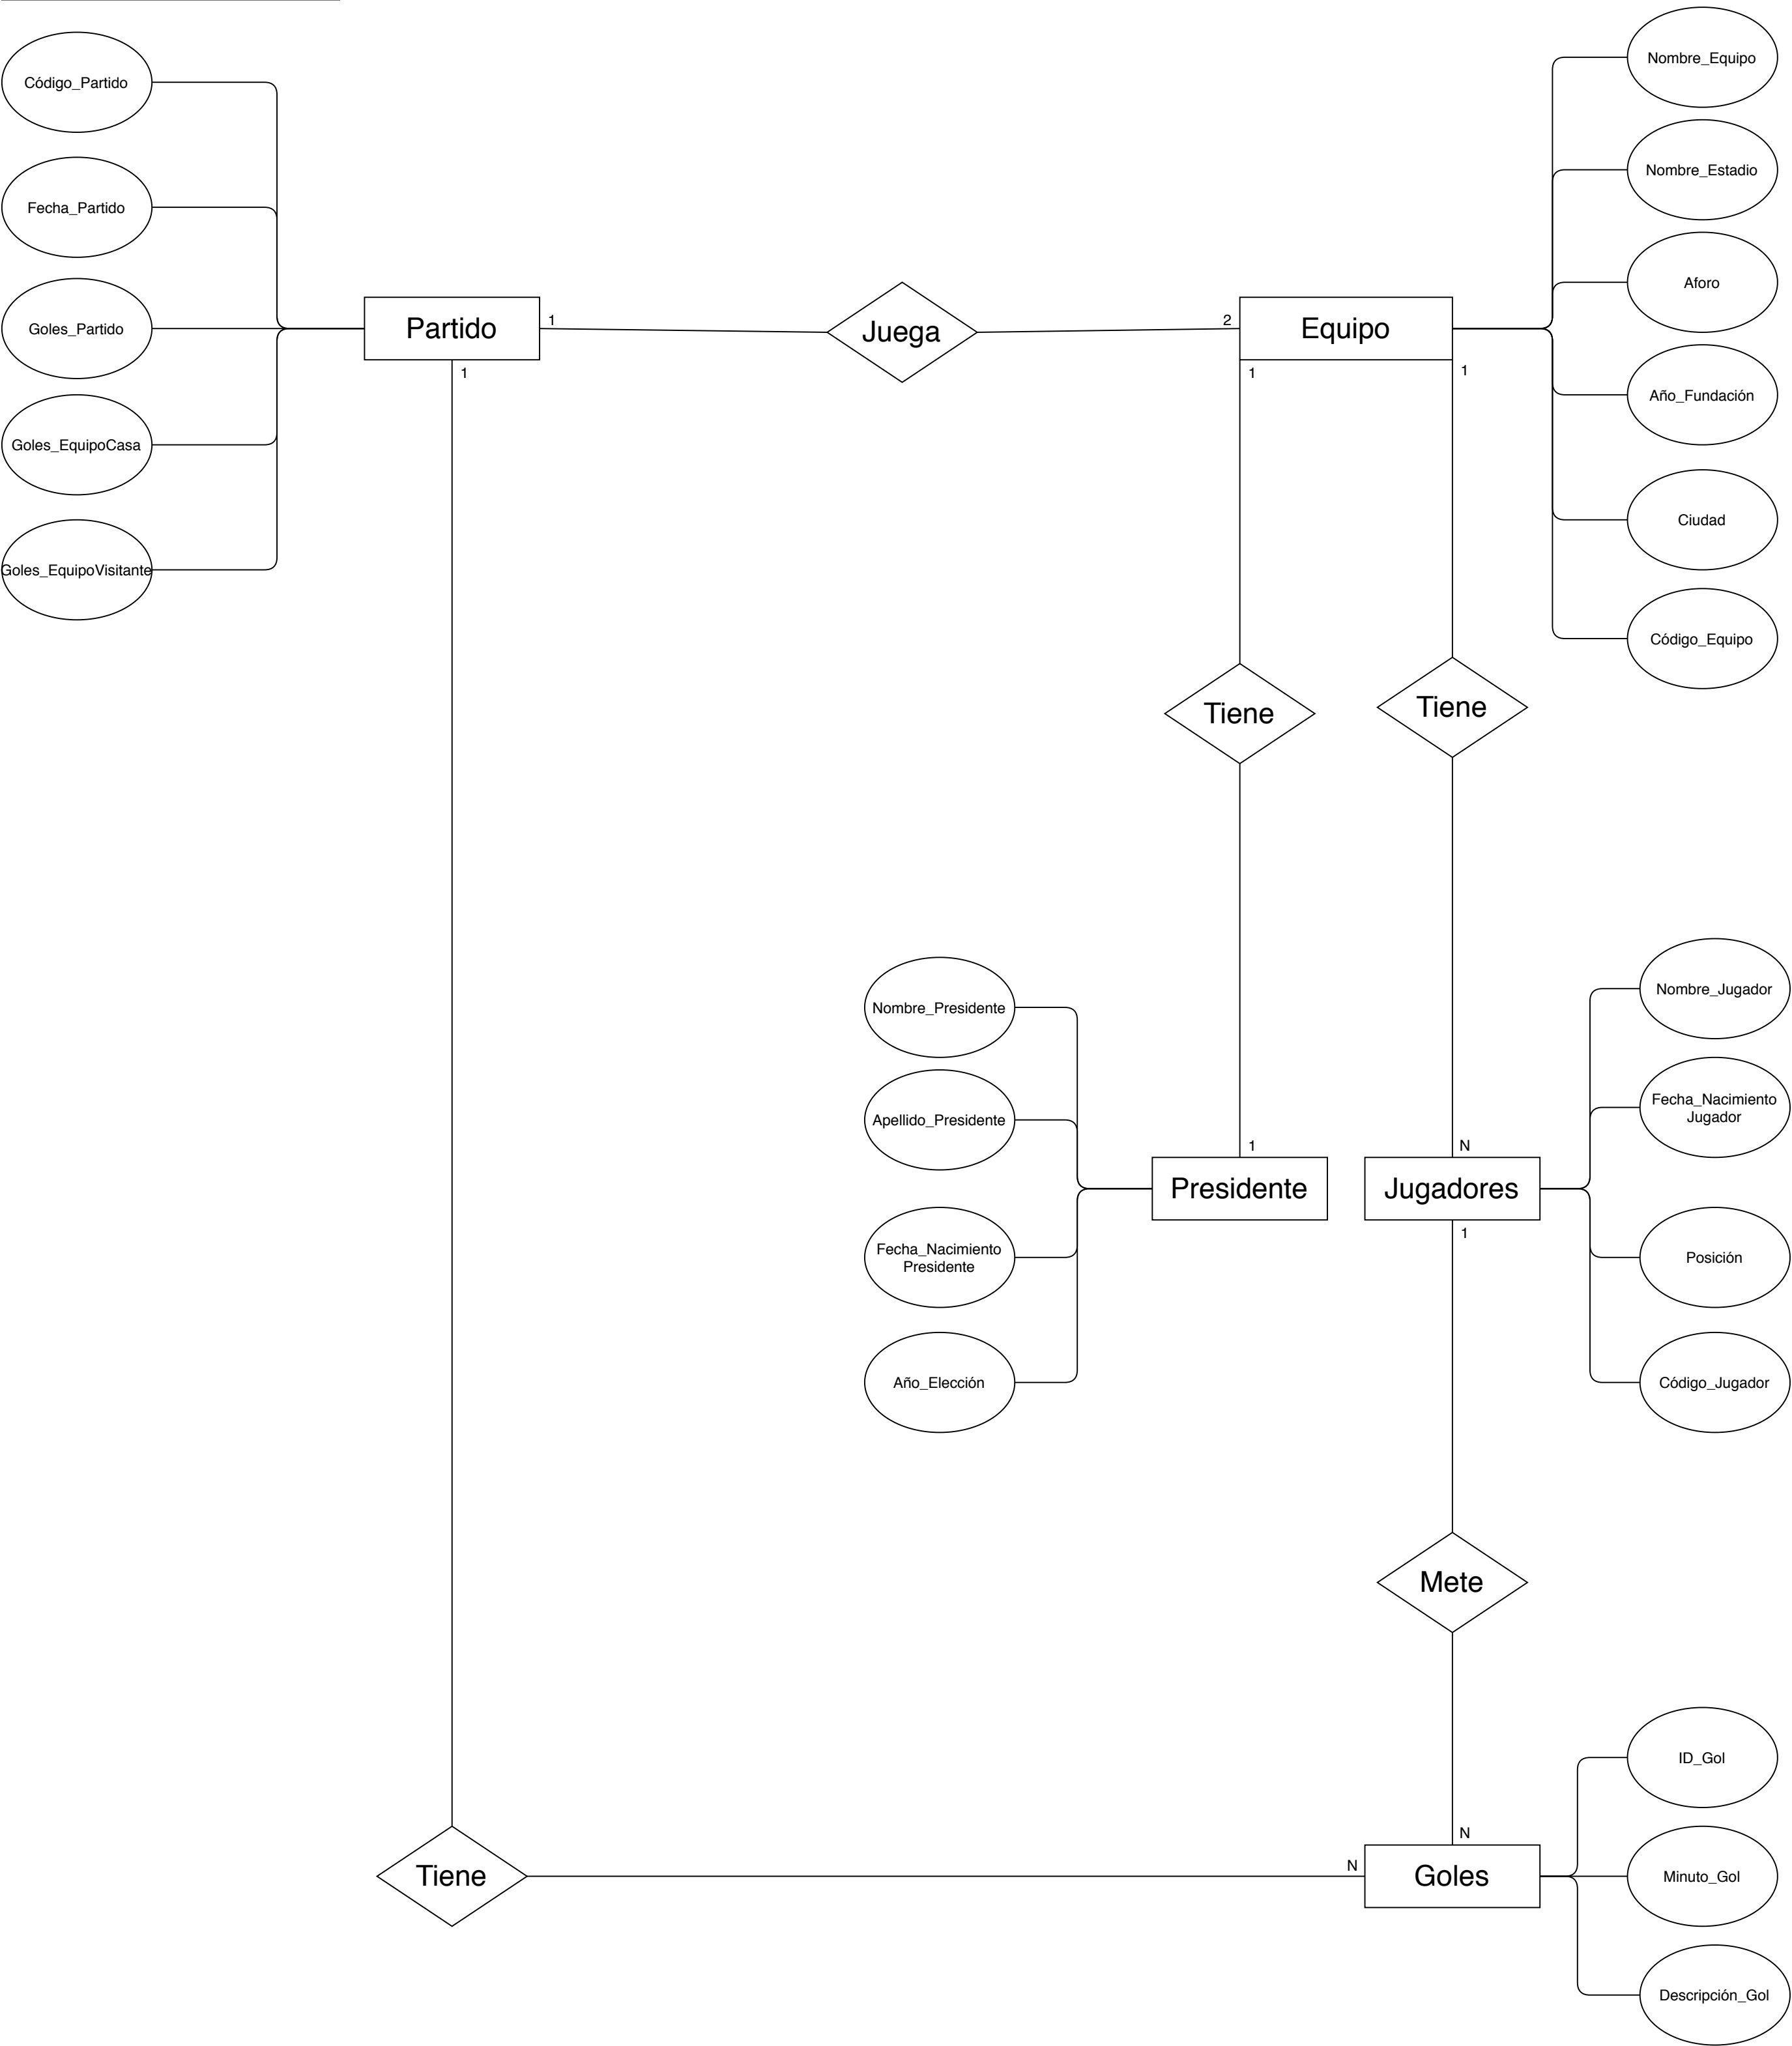 Código_Partido
Fecha_Partido
Goles_Partido
Goles_EquipoCasa
Goles_EquipoVisitante
Partido
1
1
Juega
2
Equipo
1
1
Nombre_Equipo
Nombre_Estadio
Aforo
Año_Fundación
Ciudad
Código_Equipo
Tiene
Tiene
Nombre_Presidente
Apellido_Presidente
Fecha_Nacimiento
Presidente
Año_Elección
1
Presidente
N
Jugadores
1
Nombre_Jugador
Fecha_Nacimiento
Jugador
Posición
Código_Jugador
Mete
Tiene
N
N
Goles
ID_Gol
Minuto_Gol
Descripción_Gol